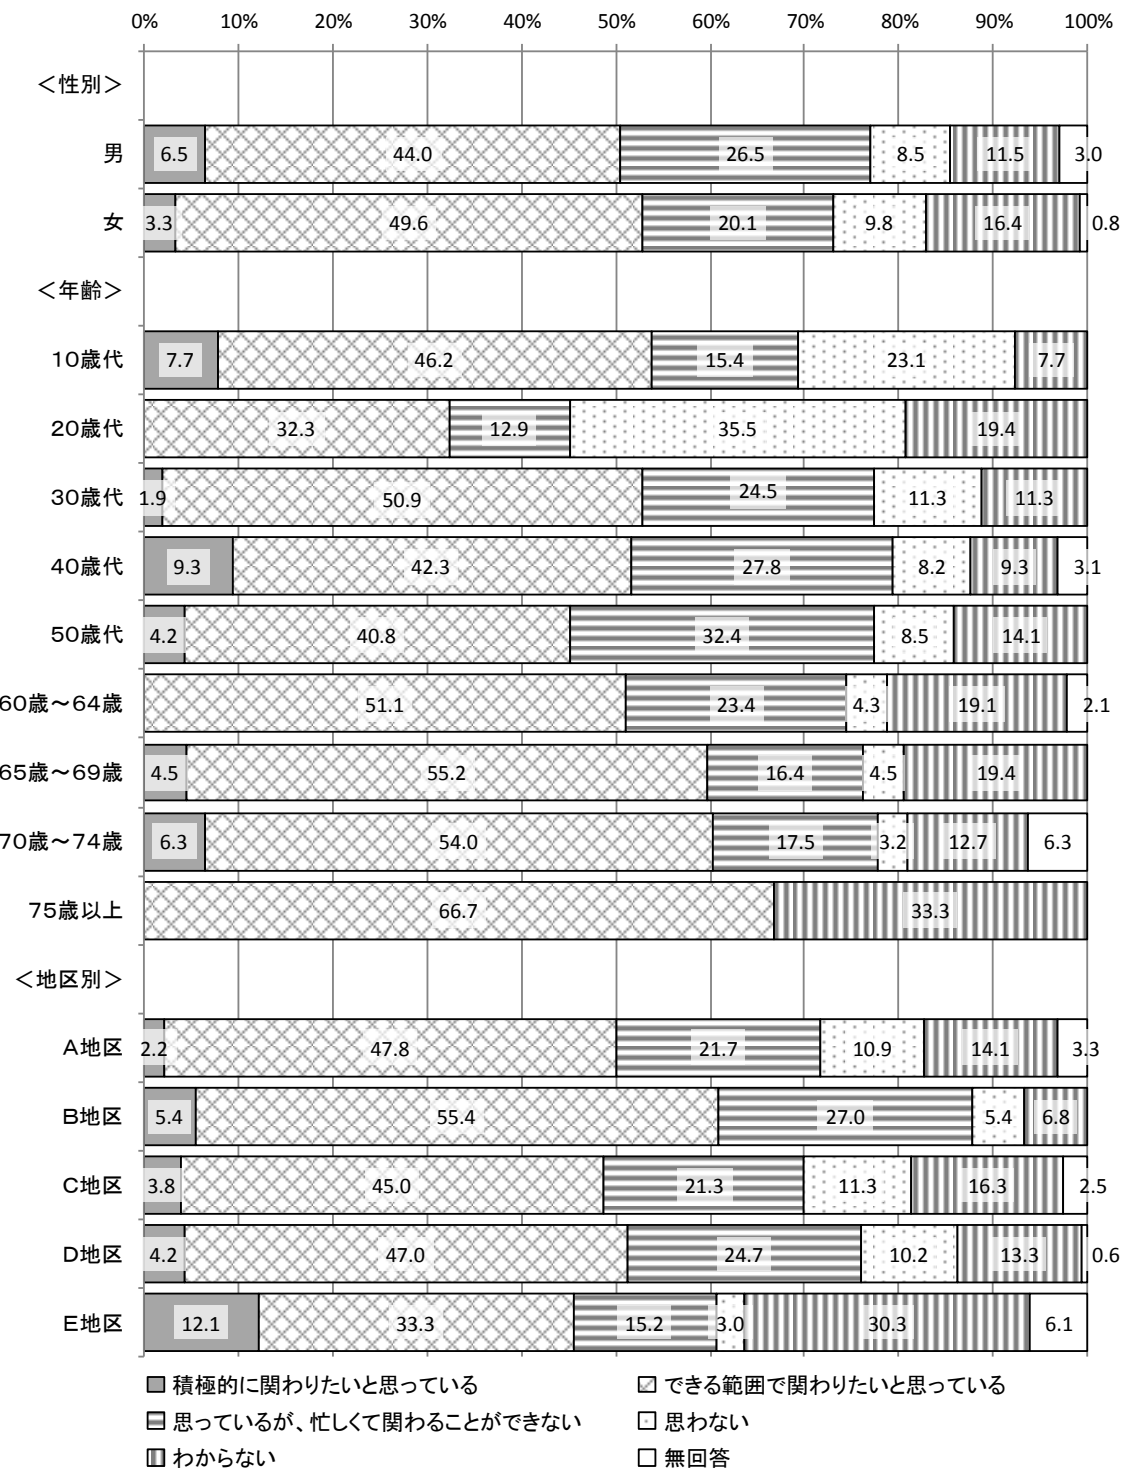 0% 10% 20% 30% 40% 50% 60% 70% 80% 90% 100%
＜性別＞
男 6.5 44.0 26.5 8.5 11.5 3.0
女 3.3 49.6 20.1 9.8 16.4 0.8
＜年齢＞
10歳代 7.7 46.2 15.4 23.1 7.7
20歳代 32.3 12.9 35.5 19.4
30歳代 1.9 50.9 24.5 11.3 11.3
40歳代 9.3 42.3 27.8 8.2 9.3 3.1
50歳代 4.2 40.8 32.4 8.5 14.1
60歳～64歳 51.1 23.4 4.3 19.1 2.1
65歳～69歳 4.5 55.2 16.4 4.5 19.4
70歳～74歳 6.3 54.0 17.5 3.2 12.7 6.3
75歳以上 66.7 33.3
＜地区別＞
A地区 2.2 47.8 21.7 10.9 14.1 3.3
B地区 5.4 55.4 27.0 5.4 6.8
C地区 3.8 45.0 21.3 11.3 16.3 2.5
D地区 4.2 47.0 24.7 10.2 13.3 0.6
E地区 12.1 33.3 15.2 3.0 30.3 6.1
積極的に関わりたいと思っている できる範囲で関わりたいと思っている
思っているが、忙しくて関わることができない 思わない
わからない 無回答